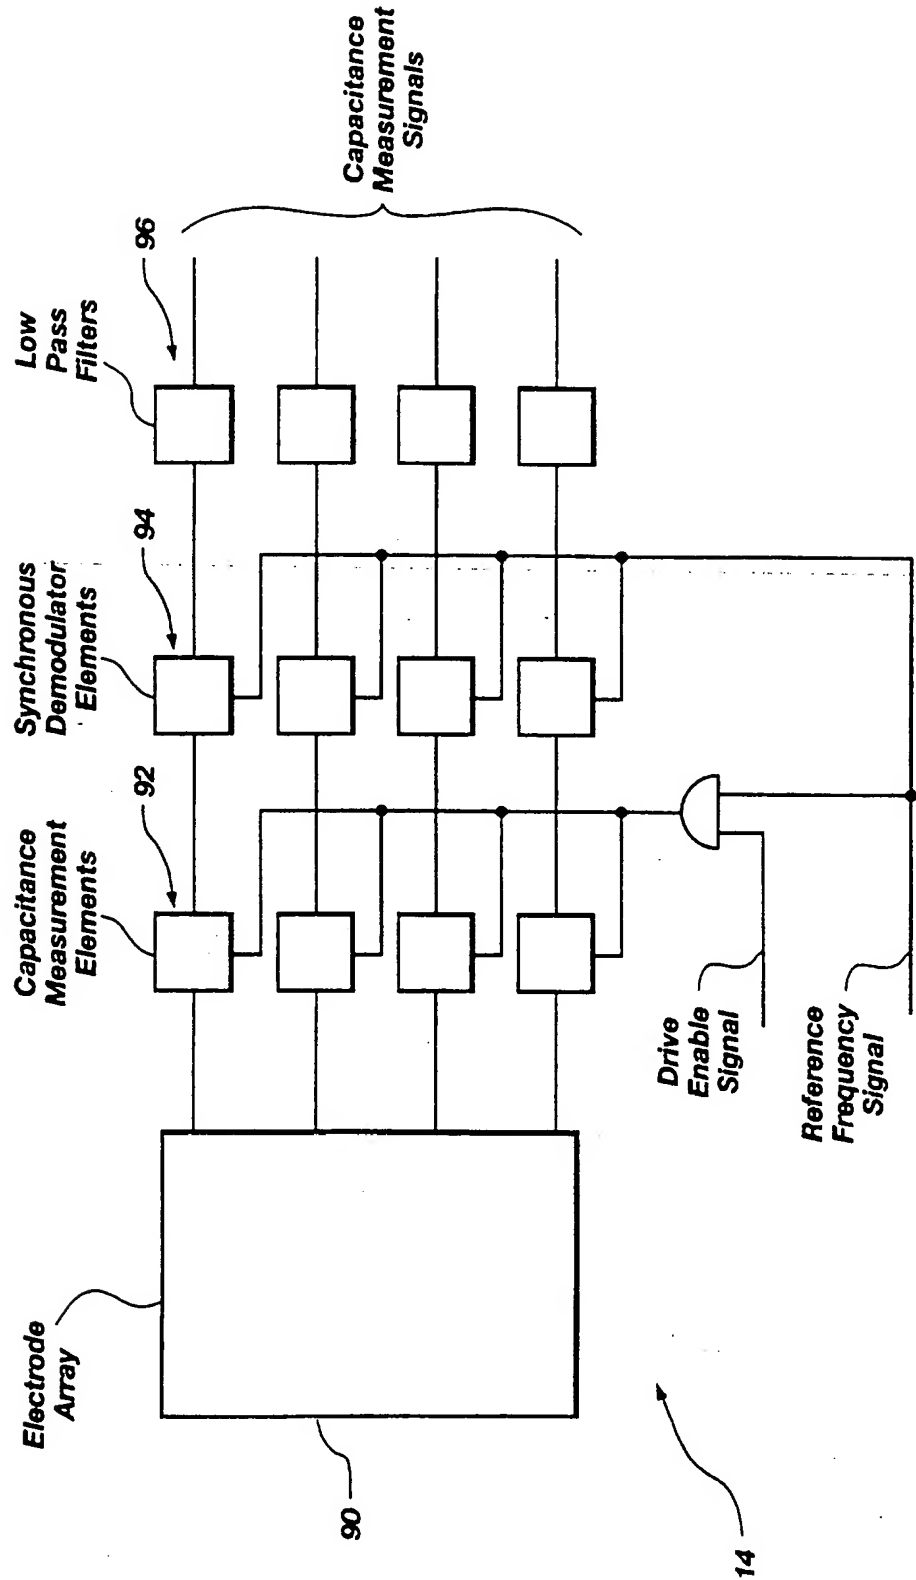 Electrode
Array
90
Capacitance
Measurement
Elements
92
Synchronous
Demodulator
Elements
94
Low
Pass
Filters
96
Capacitance
Measurement
Signals
Drive
Enable
Signal
Reference
Frequency
Signal
14